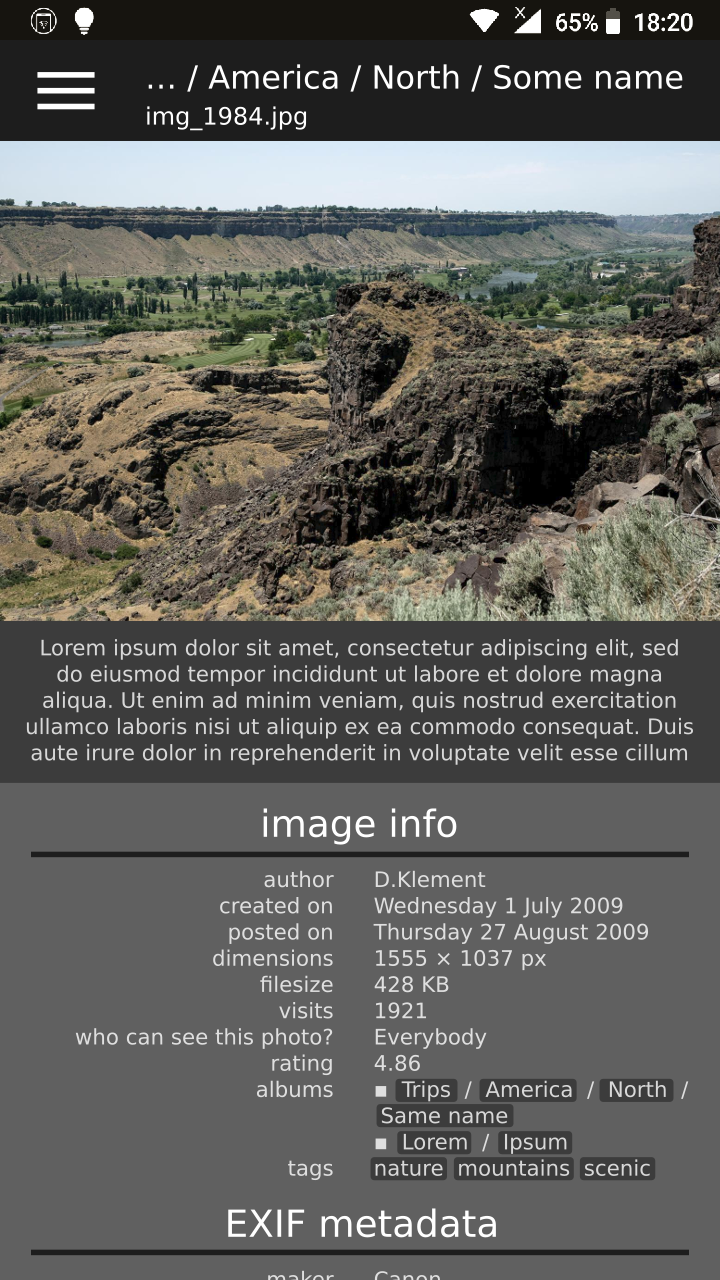 65% 18:20
... / America / North / Some name
img_1984.jpg
Lorem ipsum dolor sit amet, consectetur adipiscing elit, sed
do eiusmod tempor incididunt ut labore et dolore magna
aliqua. Ut enim ad minim veniam, quis nostrud exercitation
ullamco laboris nisi ut aliquip ex ea commodo consequat. Duis
aute irure dolor in reprehenderit in voluptate velit esse cillum
image info
author D.Klement
created on Wednesday 1 July 2009
posted on Thursday 27 August 2009
dimensions 1555 × 1037 px
filesize 428 KB
visits 1921
who can see this photo? Everybody
rating 4.86
albums ▪ Trips / America / North /
Same name
▪ Lorem / Ipsum
tags nature mountains scenic
EXIF metadata
maker Canon